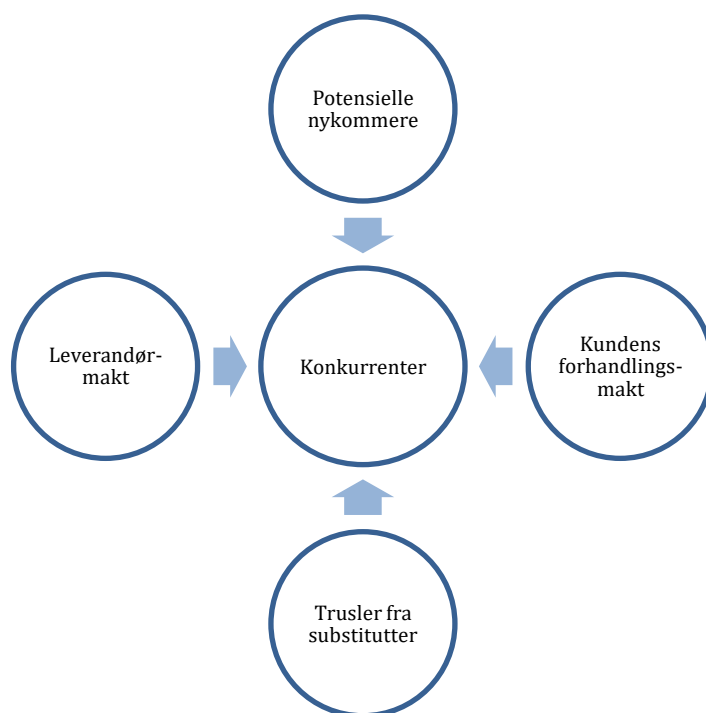 Potensielle
nykommere
Leverandør-
makt
Konkurrenter
Kundens
forhandlings-
makt
Trusler fra
substitutter